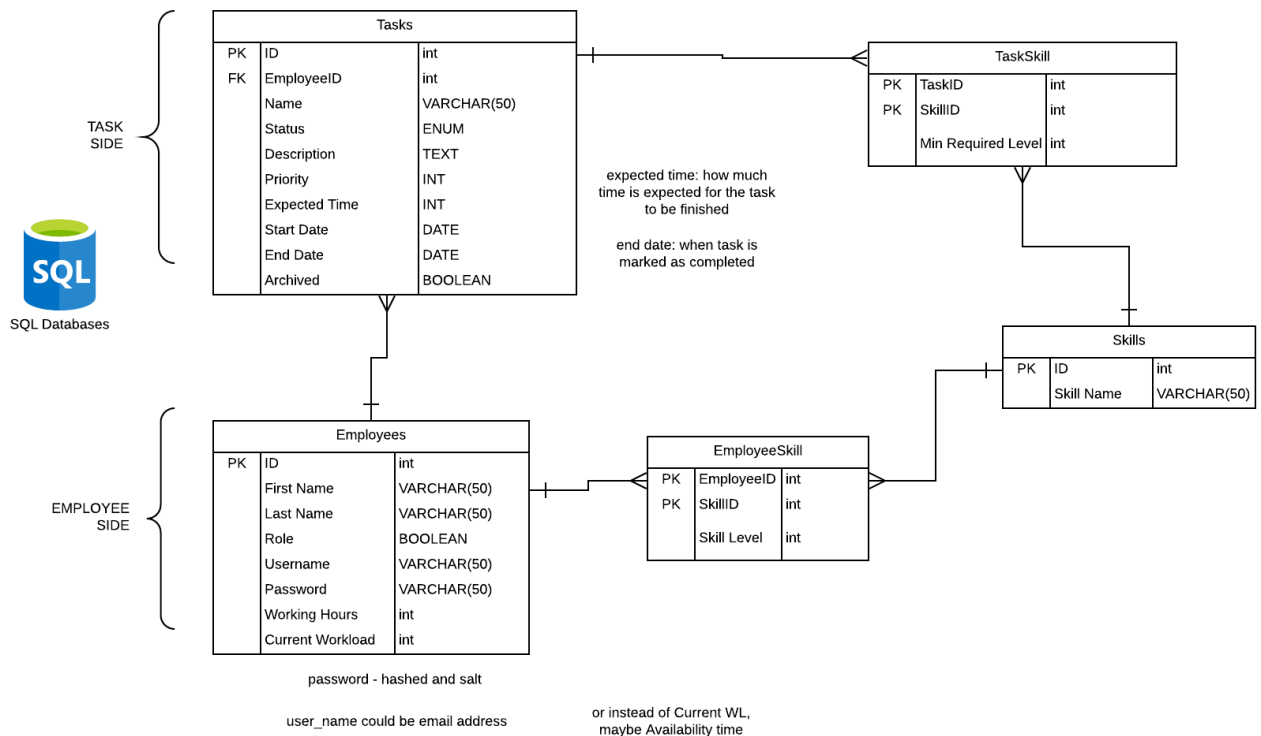 Tasks
PK ID int
FK EmployeeID int
Name VARCHAR(50)
Status ENUM
Description TEXT
Priority INT
Expected Time INT
Start Date DATE
End Date DATE
Archived BOOLEAN
TASK
SIDE
TaskSkill
PK TaskID int
PK SkillID int
Min Required Level int
expected time: how much
time is expected for the task
to be finished
end date: when task is
marked as completed
SQL
SQL Databases
Skills
PK ID int
Skill Name VARCHAR(50)
Employees
PK ID int
First Name VARCHAR(50)
Last Name VARCHAR(50)
Role BOOLEAN
Username VARCHAR(50)
Password VARCHAR(50)
Working Hours int
Current Workload int
EMPLOYEE
SIDE
EmployeeSkill
PK EmployeeID int
PK SkillID int
Skill Level int
password - hashed and salt
user_name could be email address
or instead of Current WL,
maybe Availability time